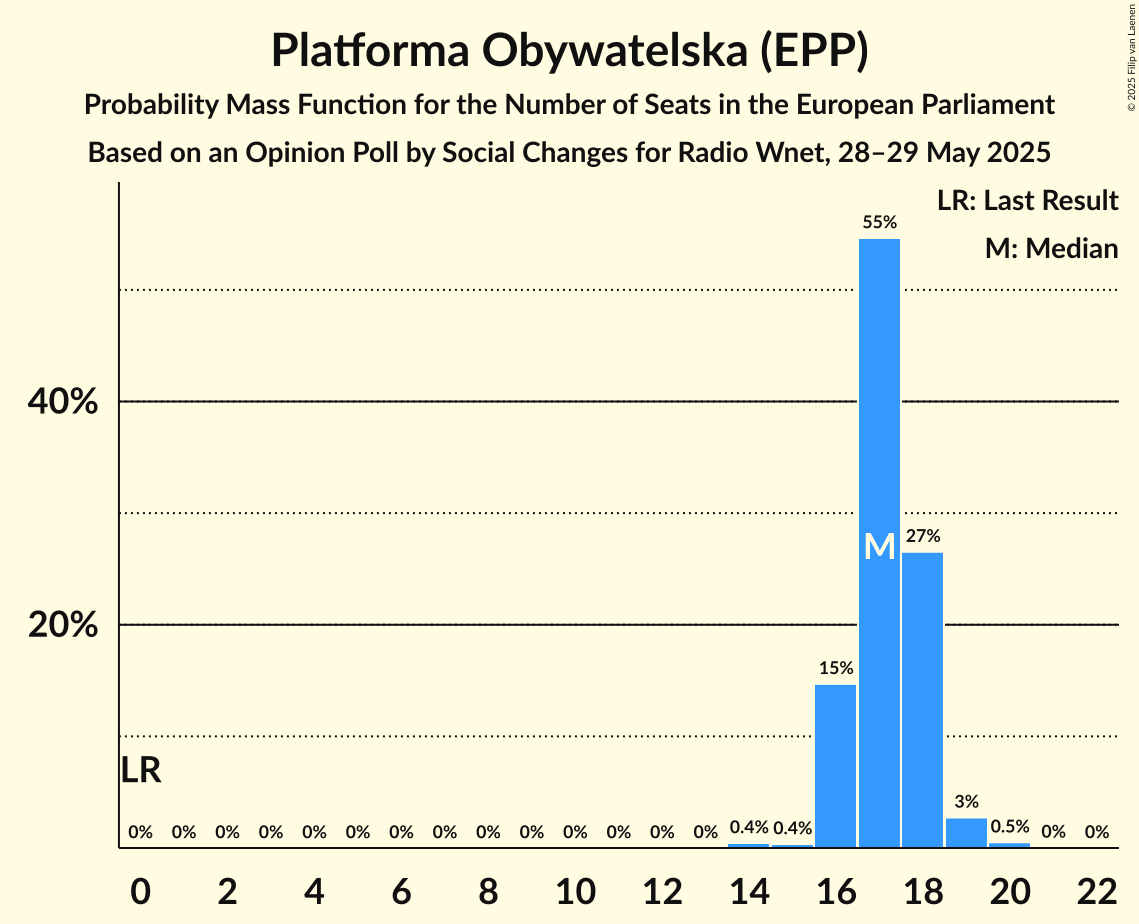 Platforma Obywatelska (EPP)
Probability Mass Function for the Number of Seats in the European Parliament
Based on an Opinion Poll by Social Changes for Radio Wnet, 28–29 May 2025
© 2025 Filip van Laenen
LR: Last Result
M: Median
55%
40%
M
27%
20%
15%
LR
3%
0% 0% 0% 0% 0% 0% 0% 0% 0% 0% 0% 0% 0% 0% 0.4% 0.4% 0.5% 0% 0%
0 2 4 6 8 10 12 14 16 18 20 22